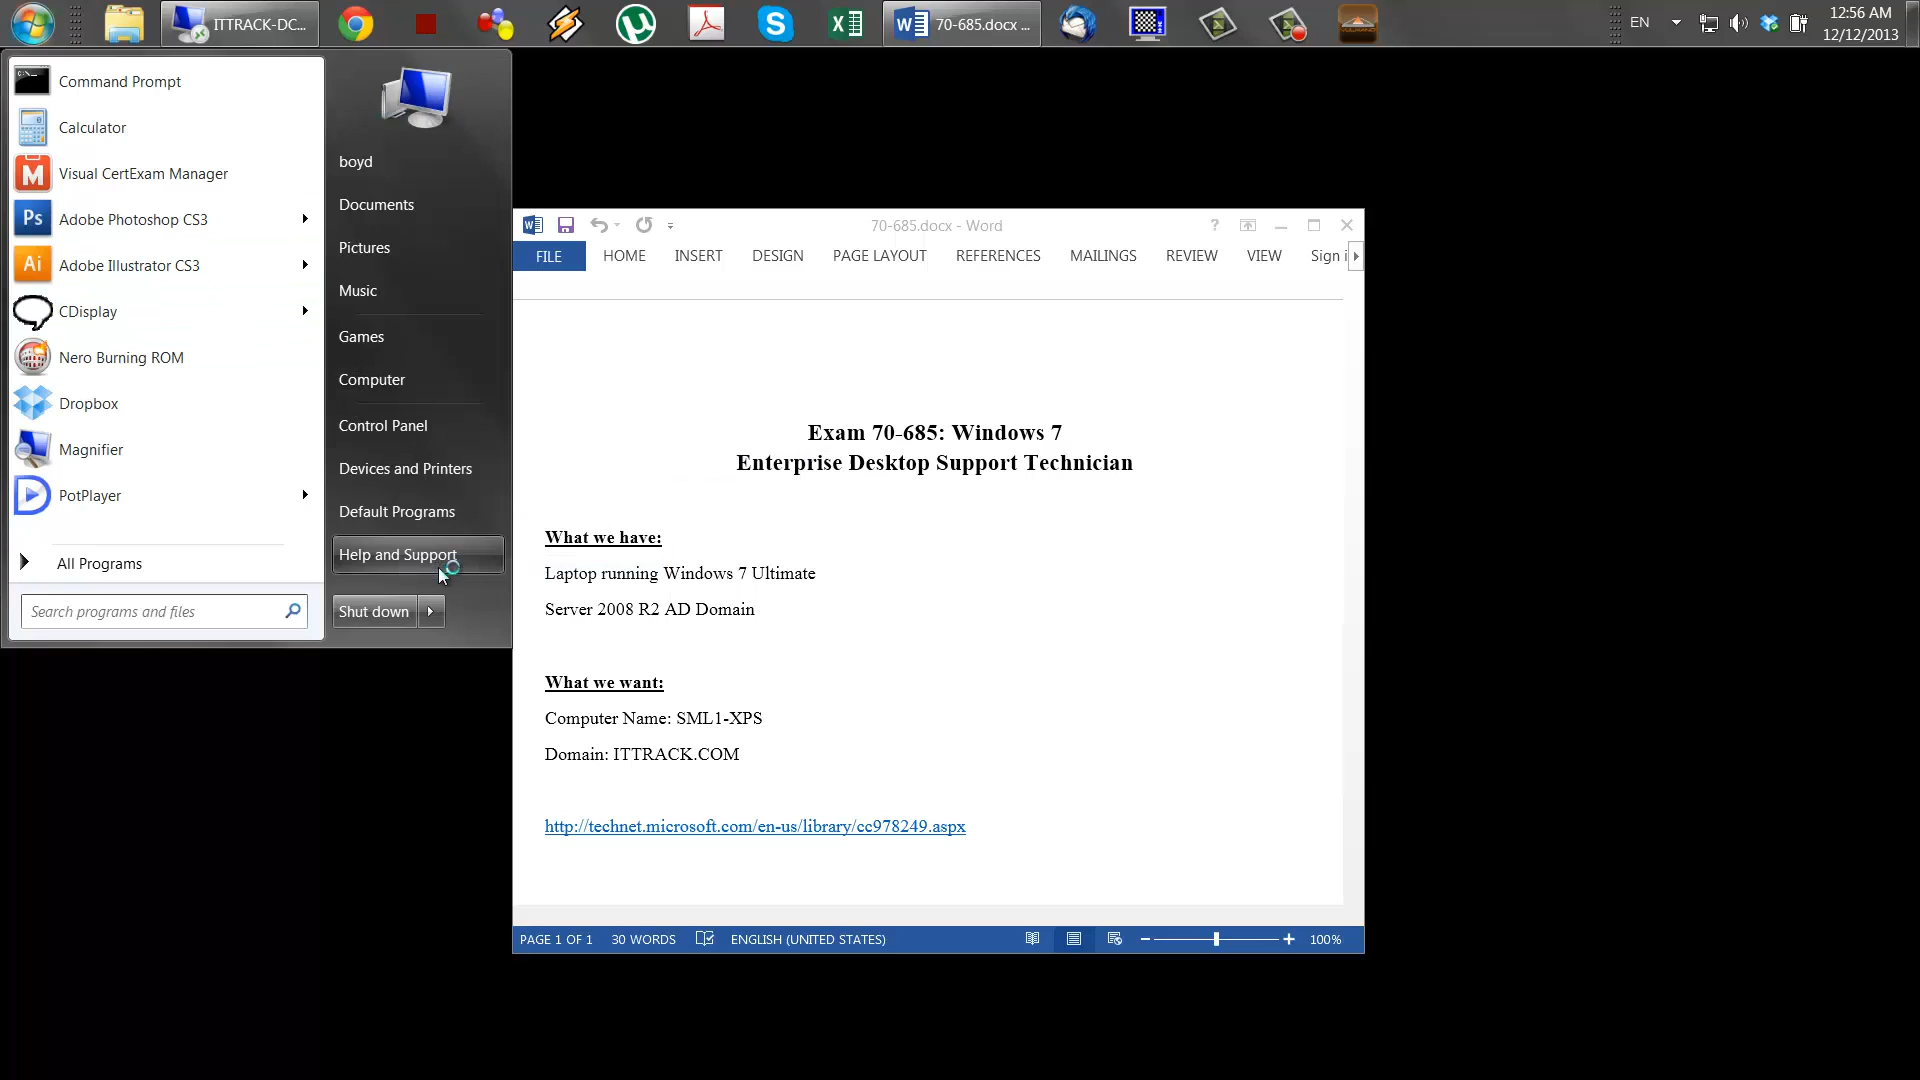 ITTRACK-DC...
70-685.docx ...
EN
12:56 AM
12/12/2013
Command Prompt
Calculator
Visual CertExam Manager
Adobe Photoshop CS3
Adobe Illustrator CS3
CDisplay
Nero Burning ROM
Dropbox
Magnifier
PotPlayer
All Programs
Search programs and files
boyd
Documents
Pictures
Music
Games
Computer
Control Panel
Devices and Printers
Default Programs
Help and Support
Shut down
70-685.docx - Word
FILE HOME INSERT DESIGN PAGE LAYOUT REFERENCES MAILINGS REVIEW VIEW Sign i
Exam 70-685: Windows 7
Enterprise Desktop Support Technician
What we have:
Laptop running Windows 7 Ultimate
Server 2008 R2 AD Domain
What we want:
Computer Name: SML1-XPS
Domain: ITTRACK.COM
http://technet.microsoft.com/en-us/library/cc978249.aspx
PAGE 1 OF 1 30 WORDS ENGLISH (UNITED STATES) 100%